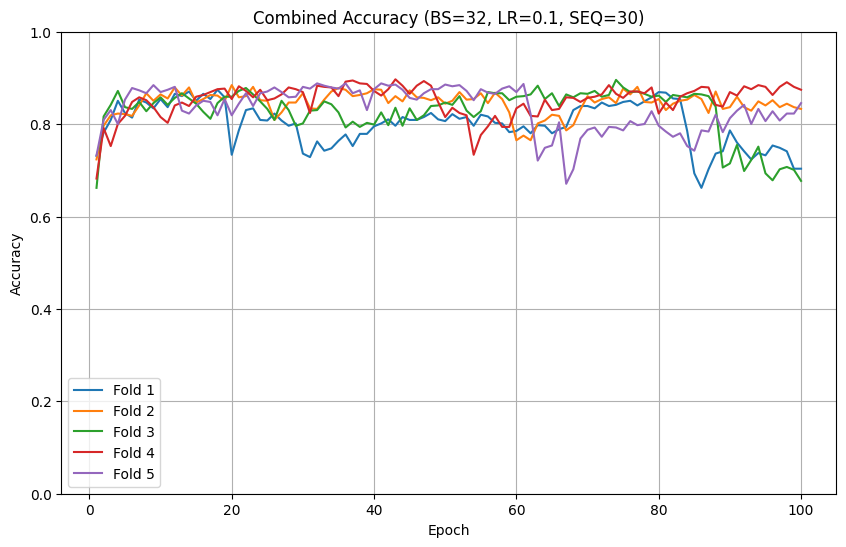 Combined Accuracy (BS=32, LR=0.1, SEQ=30)
1.0
0.8
0.6
0.4
0.2
0.0
Accuracy
Fold 1
Fold 2
Fold 3
Fold 4
Fold 5
0 20 40 60 80 100
Epoch